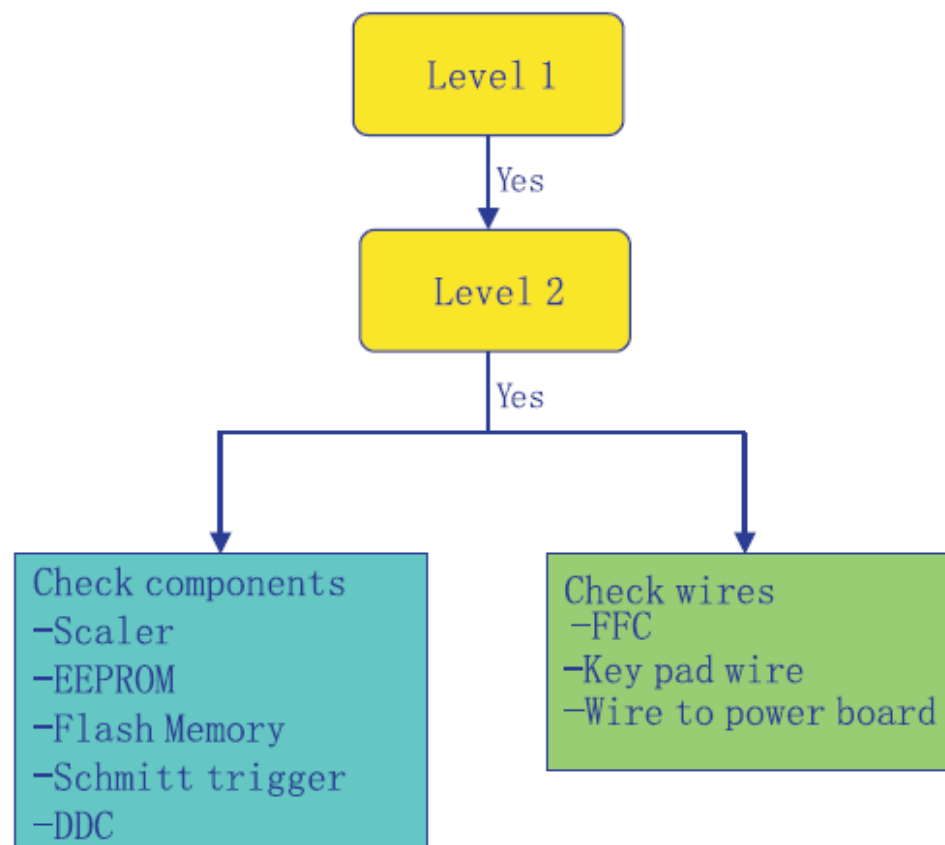 Level 1
Yes
Level 2
Yes
Check components
-Scaler
-EEPROM
-Flash Memory
-Schmitt trigger
-DDC
Check wires
-FFC
-Key pad wire
-Wire to power board